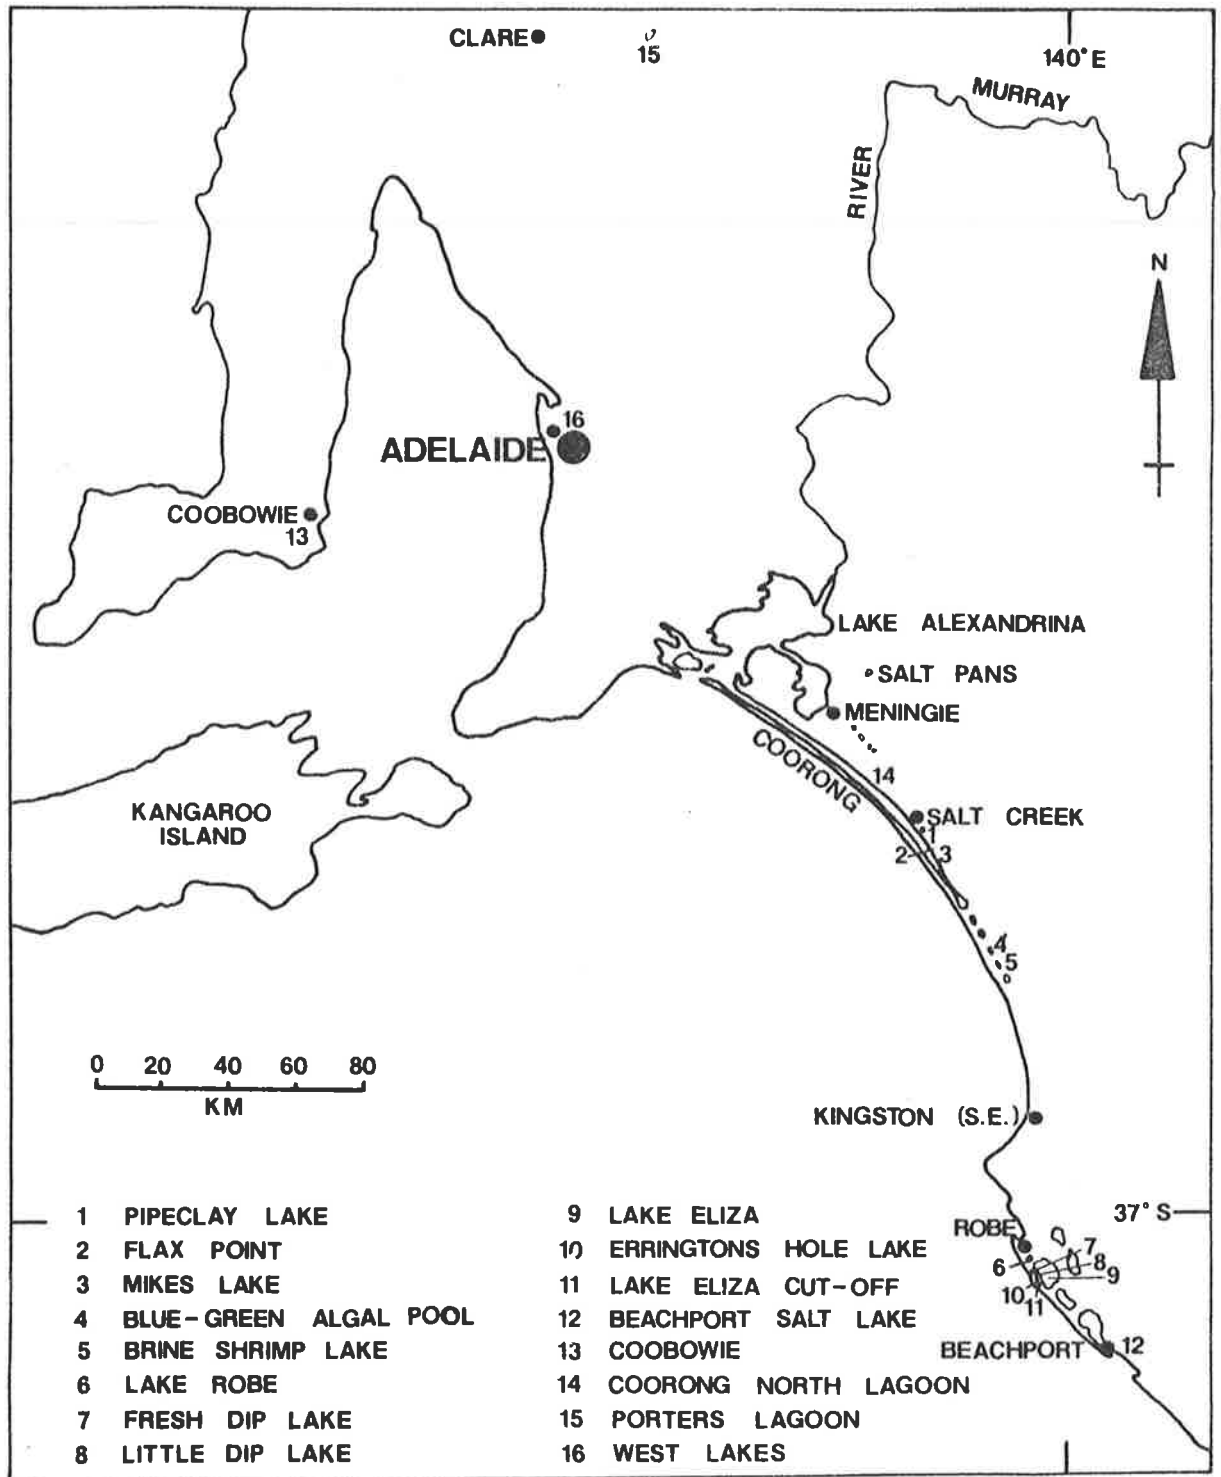 CLARE
15
140° E
MURRAY
RIVER
N
16
ADELAIDE
COOBOWIE
13
LAKE ALEXANDRINA
SALT PANS
MENINGIE
COORONG
14
KANGAROO
ISLAND
SALT CREEK
1
2
3
4
5
0 20 40 60 80
KM
KINGSTON (S.E.)
37° S
ROBE
7
6
8
9
10
11
BEACHPORT
12
1 PIPECLAY LAKE
2 FLAX POINT
3 MIKES LAKE
4 BLUE-GREEN ALGAL POOL
5 BRINE SHRIMP LAKE
6 LAKE ROBE
7 FRESH DIP LAKE
8 LITTLE DIP LAKE
9 LAKE ELIZA
10 ERRINGTONS HOLE LAKE
11 LAKE ELIZA CUT-OFF
12 BEACHPORT SALT LAKE
13 COOBOWIE
14 COORONG NORTH LAGOON
15 PORTERS LAGOON
16 WEST LAKES